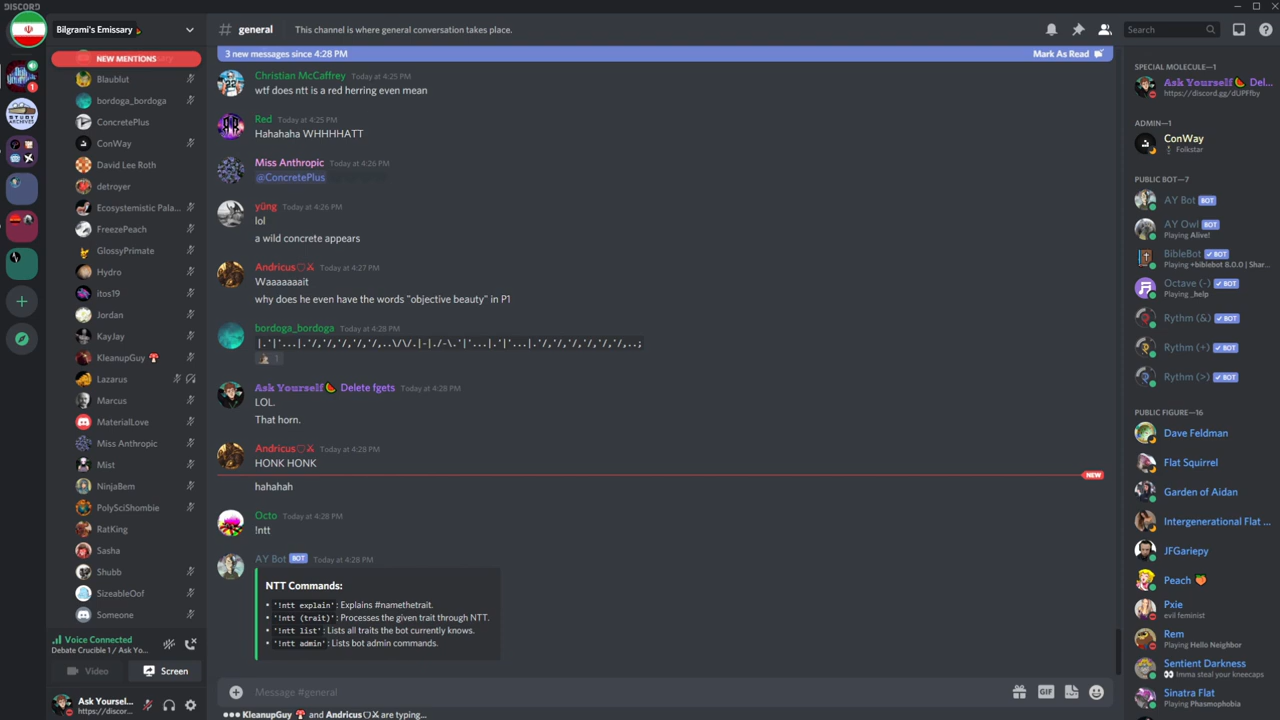 DISCORD
Bilgrami's Emissary
NEW MENTIONS
Blaublut
bordoga_bordoga
ConcretePlus
ConWay
David Lee Roth
detroyer
Ecosystemistic Pala...
FreezePeach
GlossyPrimate
Hydro
itos19
Jordan
KayJay
KleanupGuy 🍄
Lazarus
Marcus
MaterialLove
Miss Anthropic
Mist
NinjaBem
PolySciShombie
RatKing
Sasha
Shubb
SizeableOof
Someone
Voice Connected
Debate Crucible 1 / Ask Yo...
Video
Screen
Ask Yoursel...
https://discor...
1
# general
This channel is where general conversation takes place.
Search
3 new messages since 4:28 PM
Mark As Read
Christian McCaffrey Today at 4:25 PM
wtf does ntt is a red herring even mean
Red Today at 4:25 PM
Hahahaha WHHHHATT
Miss Anthropic Today at 4:26 PM
@ConcretePlus
yüng Today at 4:26 PM
lol
a wild concrete appears
Andricus🛡⚔ Today at 4:27 PM
Waaaaaaait
why does he even have the words "objective beauty" in P1
bordoga_bordoga Today at 4:28 PM
|.'|'...|.'/,'/,'/,'/,'/,..\/\/.|-|./-\.'|'...|.'|'...|.'/,'/,'/,'/,'/,'/,..;
1
𝔸𝕤𝕜 𝕐𝕠𝕦𝕣𝕤𝕖𝕝𝕗🍉 Delete fgets Today at 4:28 PM
LOL.
That horn.
Andricus🛡⚔ Today at 4:28 PM
HONK HONK
NEW
hahahah
Octo Today at 4:28 PM
!ntt
AY Bot BOT Today at 4:28 PM
NTT Commands:
• '!ntt explain': Explains #namethetrait.
• '!ntt (trait)': Processes the given trait through NTT.
• '!ntt list': Lists all traits the bot currently knows.
• '!ntt admin': Lists bot admin commands.
Message #general
GIF
KleanupGuy 🍄 and Andricus🛡⚔ are typing...
SPECIAL MOLECULE—1
𝔸𝕤𝕜 𝕐𝕠𝕦𝕣𝕤𝕖𝕝𝕗🍉 Del...
https://discord.gg/dUPFfby
ADMIN—1
ConWay
Folkstar
PUBLIC BOT—7
AY Bot BOT
AY Owl BOT
Playing Alive!
BibleBot ✓ BOT
Playing +biblebot 8.0.0 | Shar...
Octave (-) ✓ BOT
Playing _help
Rythm (&) ✓ BOT
Rythm (+) ✓ BOT
Rythm (>) ✓ BOT
PUBLIC FIGURE—16
Dave Feldman
Flat Squirrel
Garden of Aidan
Intergenerational Flat ...
JFGariepy
Peach 🍑
Pxie
evil feminist
Rem
Playing Hello Neighbor
Sentient Darkness
👀 Imma steal your kneecaps
Sinatra Flat
Playing Phasmophobia